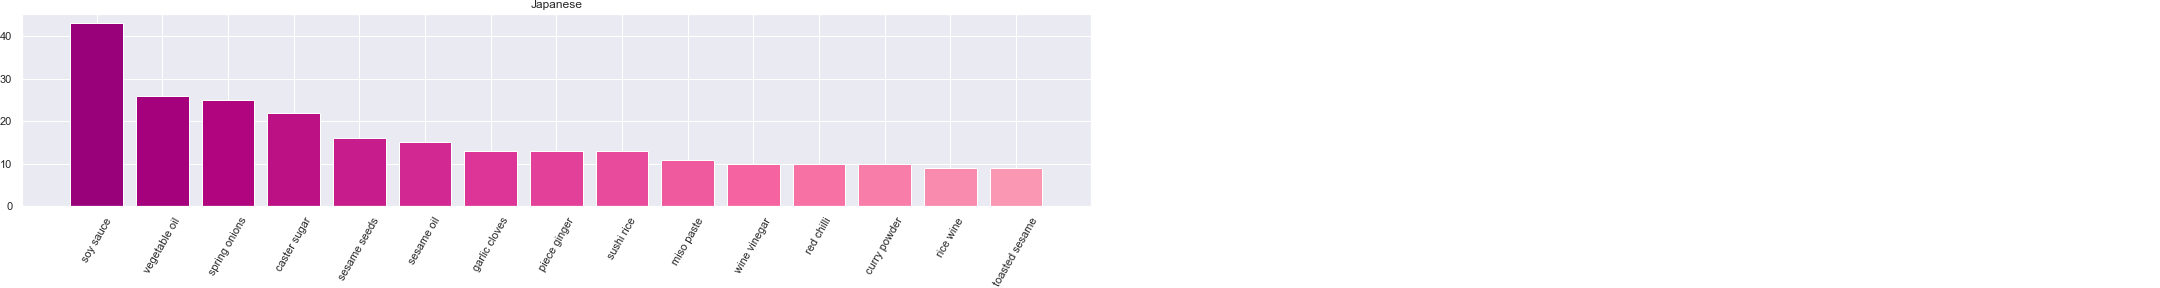 Japanese
40
30
20
10
0
soy sauce
vegetable oil
spring onions
caster sugar
sesame seeds
sesame oil
garlic cloves
piece ginger
sushi rice
miso paste
wine vinegar
red chilli
curry powder
rice wine
toasted sesame